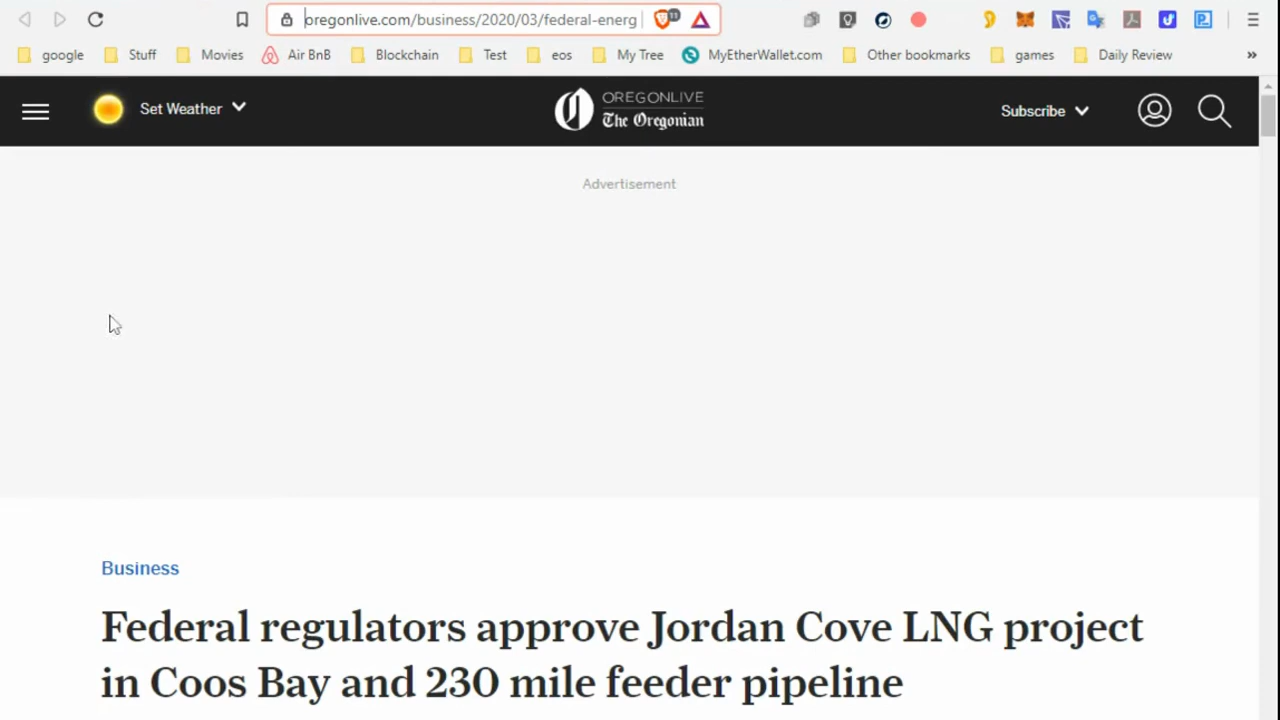 oregonlive.com/business/2020/03/federal-energ
11
google Stuff Movies Air BnB Blockchain Test eos My Tree MyEtherWallet.com Other bookmarks games Daily Review »
Set Weather
OREGONLIVE
The Oregonian
Subscribe
Advertisement
Business
Federal regulators approve Jordan Cove LNG project
in Coos Bay and 230 mile feeder pipeline